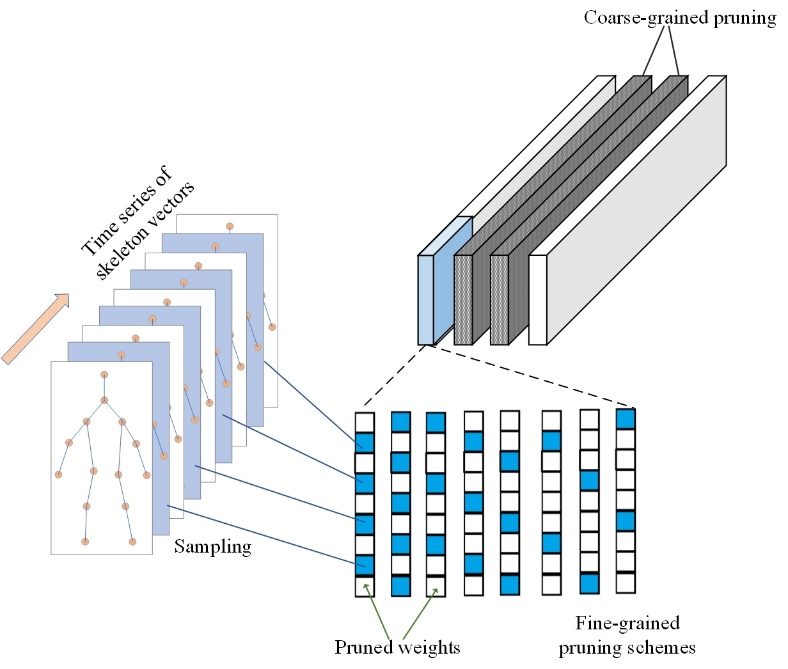 Coarse-grained pruning
Time series of
skeleton vectors
Sampling
Pruned weights
Fine-grained
pruning schemes